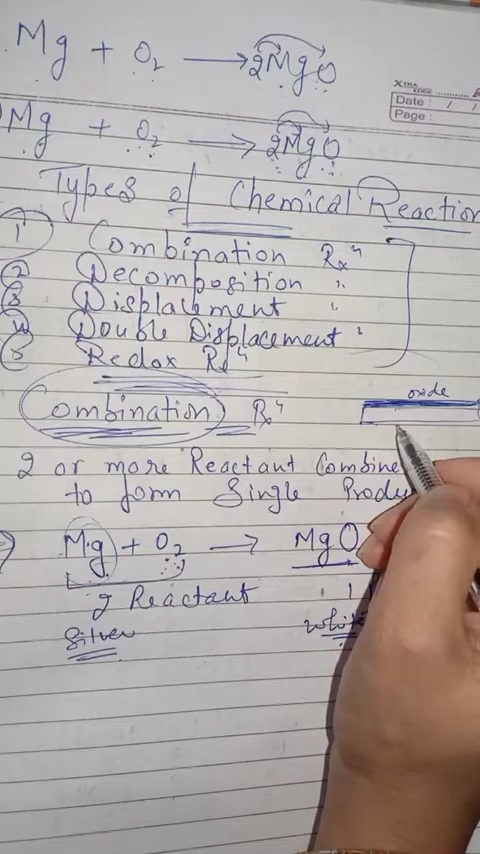 Mg + O₂ → 2MgO
XTRA
EDGE
Date : / /
Page :
Mg + O₂ → 2MgO
Types of Chemical Reaction
1 Combination Rxⁿ
2 Decomposition "
3 Displacement "
4 Double Displacement "
5 Redox Rxⁿ
oxide
Combination Rxⁿ
2 or more Reactant Combine
to form Single Produ
Mg + O₂ → MgO
2 Reactant
Silver White